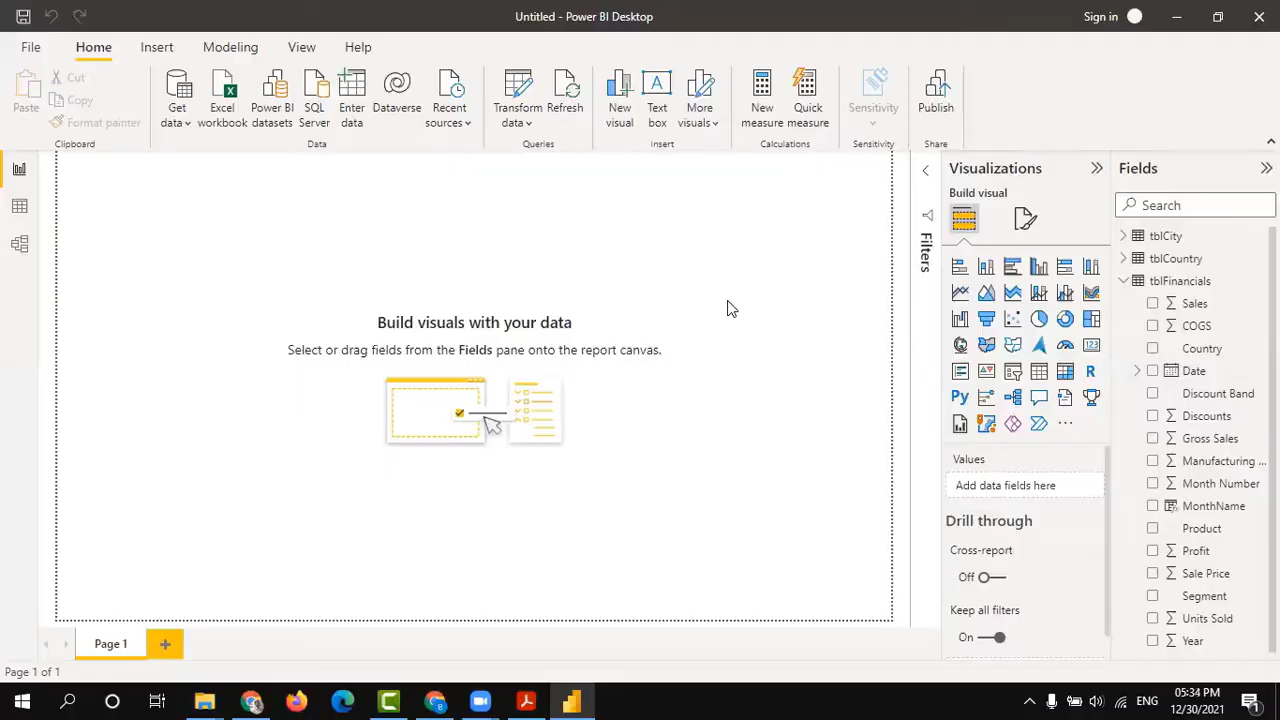 Untitled - Power BI Desktop
Sign in
File
Home
Insert
Modeling
View
Help
Paste
Cut
Copy
Format painter
Clipboard
Get data
Excel workbook
Power BI datasets
SQL Server
Enter data
Dataverse
Recent sources
Data
Transform data
Refresh
Queries
New visual
Text box
More visuals
Insert
New measure
Quick measure
Calculations
Sensitivity
Sensitivity
Publish
Share
Build visuals with your data
Select or drag fields from the Fields pane onto the report canvas.
Filters
Visualizations
Build visual
123
R
Py
...
Values
Add data fields here
Drill through
Cross-report
Off
Keep all filters
On
Fields
Search
tblCity
tblCountry
tblFinancials
Sales
COGS
Country
Date
Discount Band
Discounts
Gross Sales
Manufacturing ...
Month Number
MonthName
Product
Profit
Sale Price
Segment
Units Sold
Year
Page 1
Page 1 of 1
ENG
05:34 PM
12/30/2021